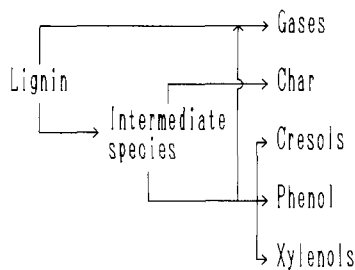 Gases
Lignin
Char
Intermediate
species
Cresols
Phenol
Xylenols